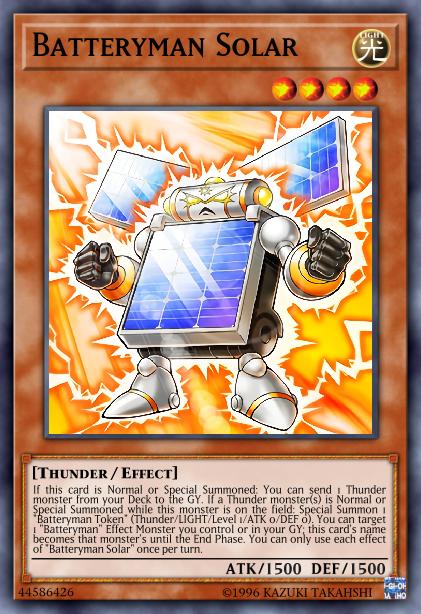 BATTERYMAN SOLAR
LIGHT
光
[THUNDER / EFFECT]
If this card is Normal or Special Summoned: You can send 1 Thunder
monster from your Deck to the GY. If a Thunder monster(s) is Normal or
Special Summoned while this monster is on the field: Special Summon 1
"Batteryman Token" (Thunder/LIGHT/Level 1/ATK 0/DEF 0). You can target
1 "Batteryman" Effect Monster you control or in your GY; this card's name
becomes that monster's until the End Phase. You can only use each effect
of "Batteryman Solar" once per turn.
ATK/1500 DEF/1500
44586426
©1996 KAZUKI TAKAHSHI